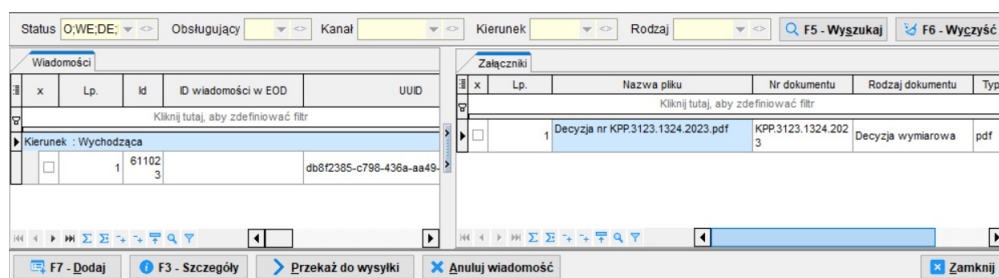 Status O;WE;DE; Obsługujący Kanał Kierunek Rodzaj F5 - Wyszukaj F6 - Wyczyść
Wiadomości
x Lp. Id ID wiadomości w EOD UUID
Kliknij tutaj, aby zdefiniować filtr
Kierunek : Wychodząca
1 61102 db8f2385-c798-436a-aa49-
3
Załączniki
x Lp. Nazwa pliku Nr dokumentu Rodzaj dokumentu Typ
Kliknij tutaj, aby zdefiniować filtr
1 Decyzja nr KPP.3123.1324.2023.pdf KPP.3123.1324.202 Decyzja wymiarowa pdf
3
F7 - Dodaj F3 - Szczegóły Przekaż do wysyłki Anuluj wiadomość Zamknij